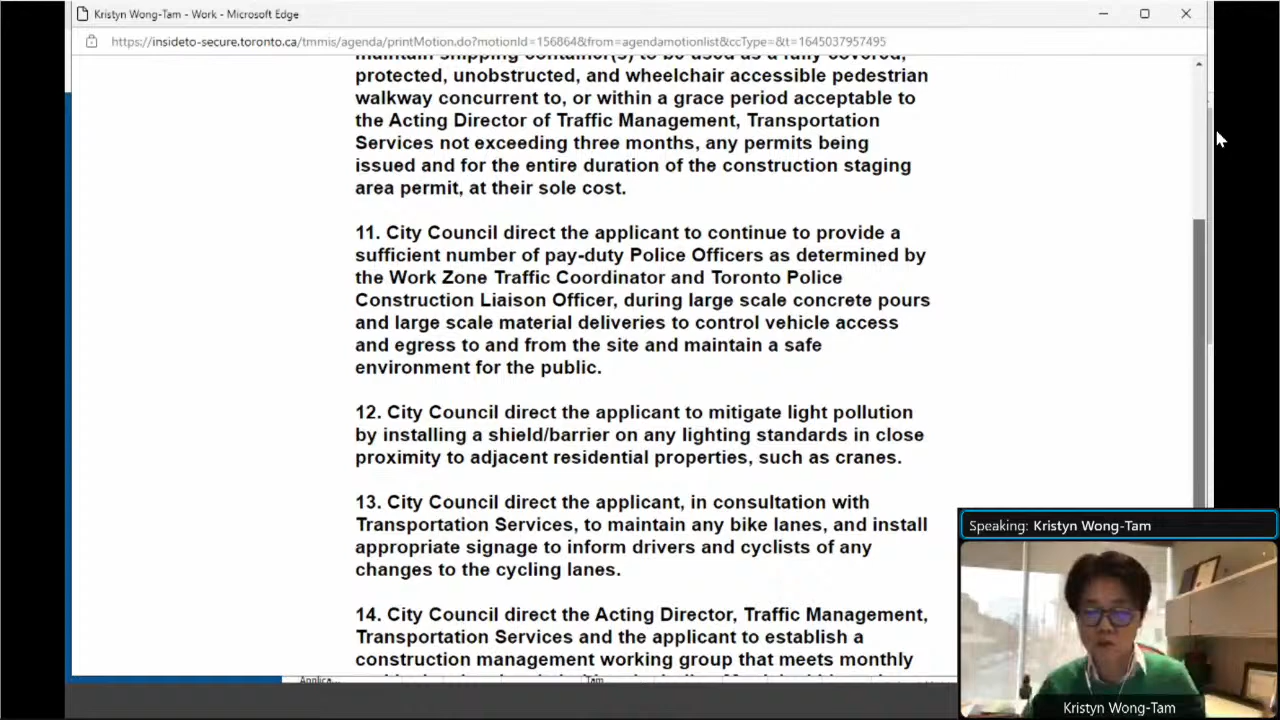 Kristyn Wong-Tam - Work - Microsoft Edge
https://insideto-secure.toronto.ca/tmmis/agenda/printMotion.do?motionId=156864&from=agendamotionlist&ccType=&t=1645037957495
maintain shipping container(s) to be used as a fully covered,
protected, unobstructed, and wheelchair accessible pedestrian
walkway concurrent to, or within a grace period acceptable to
the Acting Director of Traffic Management, Transportation
Services not exceeding three months, any permits being
issued and for the entire duration of the construction staging
area permit, at their sole cost.
11. City Council direct the applicant to continue to provide a
sufficient number of pay-duty Police Officers as determined by
the Work Zone Traffic Coordinator and Toronto Police
Construction Liaison Officer, during large scale concrete pours
and large scale material deliveries to control vehicle access
and egress to and from the site and maintain a safe
environment for the public.
12. City Council direct the applicant to mitigate light pollution
by installing a shield/barrier on any lighting standards in close
proximity to adjacent residential properties, such as cranes.
13. City Council direct the applicant, in consultation with
Transportation Services, to maintain any bike lanes, and install
appropriate signage to inform drivers and cyclists of any
changes to the cycling lanes.
14. City Council direct the Acting Director, Traffic Management,
Transportation Services and the applicant to establish a
construction management working group that meets monthly
Applica...
Tam
Speaking: Kristyn Wong-Tam
Kristyn Wong-Tam